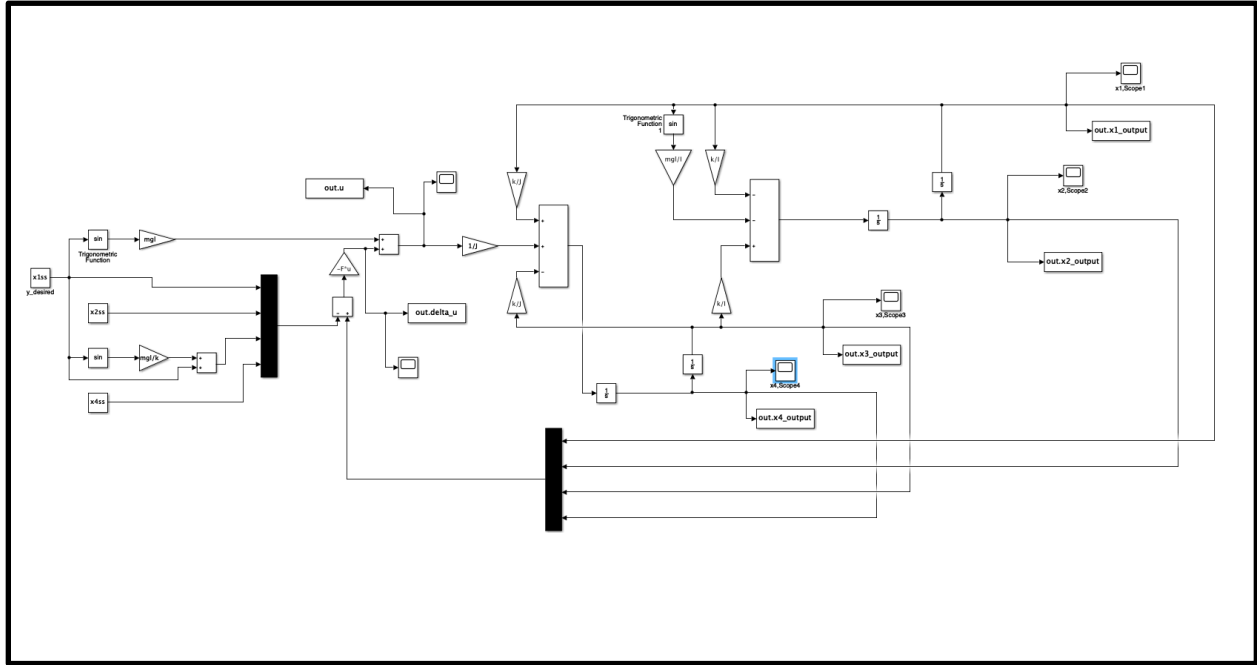 x1,Scope1
Trigonometric
Function
1
sin
out.x1_output
mgl/I
k/I
k/J
out.u
1
s
x2,Scope2
+
-
-
+
-
+
1
s
sin
mgl
+
+
1/J
+
-
Trigonometric
Function
out.x2_output
-F*u
x1ss
y_desired
k/J
k/I
x3,Scope3
x2ss
- +
out.delta_u
sin
mgl/k
+
+
1
s
out.x3_output
x4,Scope4
x4ss
1
s
out.x4_output